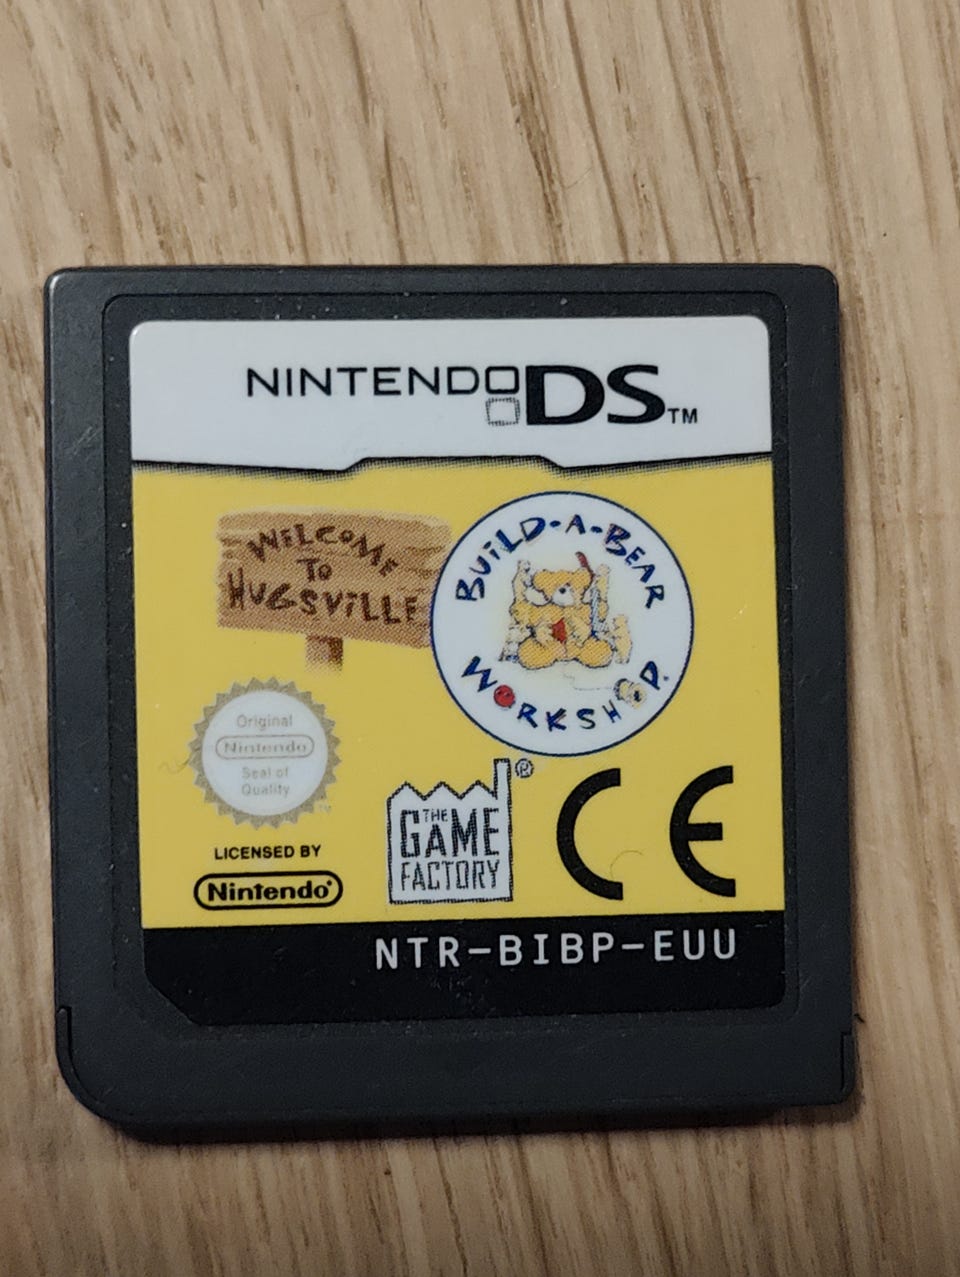 NINTENDO DS™
WELCOME
TO
HUGSVILLE
BUILD-A-BEAR
WORKSHOP.
Original
Nintendo
Seal of
Quality
™
LICENSED BY
Nintendo®
THE
GAME
FACTORY
®
CE
NTR-BIBP-EUU